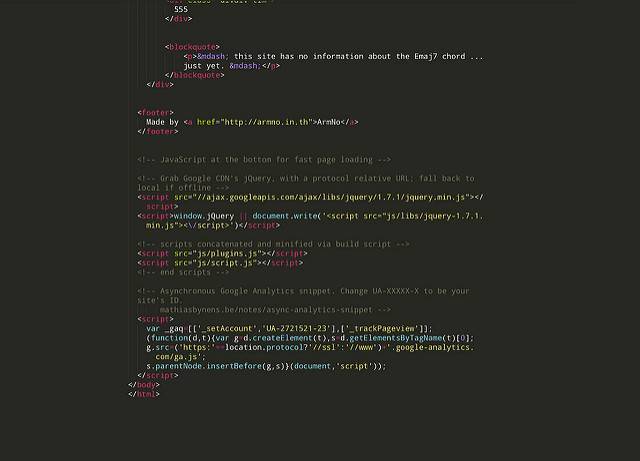 555
</div>
<blockquote>
<p>&mdash; this site has no information about the Emaj7 chord ...
just yet. &mdash;</p>
</blockquote>
</div>
<footer>
Made by <a href="http://armno.in.th">ArmNo</a>
</footer>
<!-- JavaScript at the bottom for fast page loading -->
<!-- Grab Google CDN's jQuery, with a protocol relative URL; fall back to
local if offline -->
<script src="//ajax.googleapis.com/ajax/libs/jquery/1.7.1/jquery.min.js"></
script>
<script>window.jQuery || document.write('<script src="js/libs/jquery-1.7.1.
min.js"><\/script>')</script>
<!-- scripts concatenated and minified via build script -->
<script src="js/plugins.js"></script>
<script src="js/script.js"></script>
<!-- end scripts -->
<!-- Asynchronous Google Analytics snippet. Change UA-XXXXX-X to be your
site's ID.
mathiasbynens.be/notes/async-analytics-snippet -->
<script>
var _gaq=[['_setAccount','UA-2721521-23'],['_trackPageview']];
(function(d,t){var g=d.createElement(t),s=d.getElementsByTagName(t)[0];
g.src=('https:'==location.protocol?'//ssl':'//www')+'.google-analytics.
com/ga.js';
s.parentNode.insertBefore(g,s)}(document,'script'));
</script>
</body>
</html>